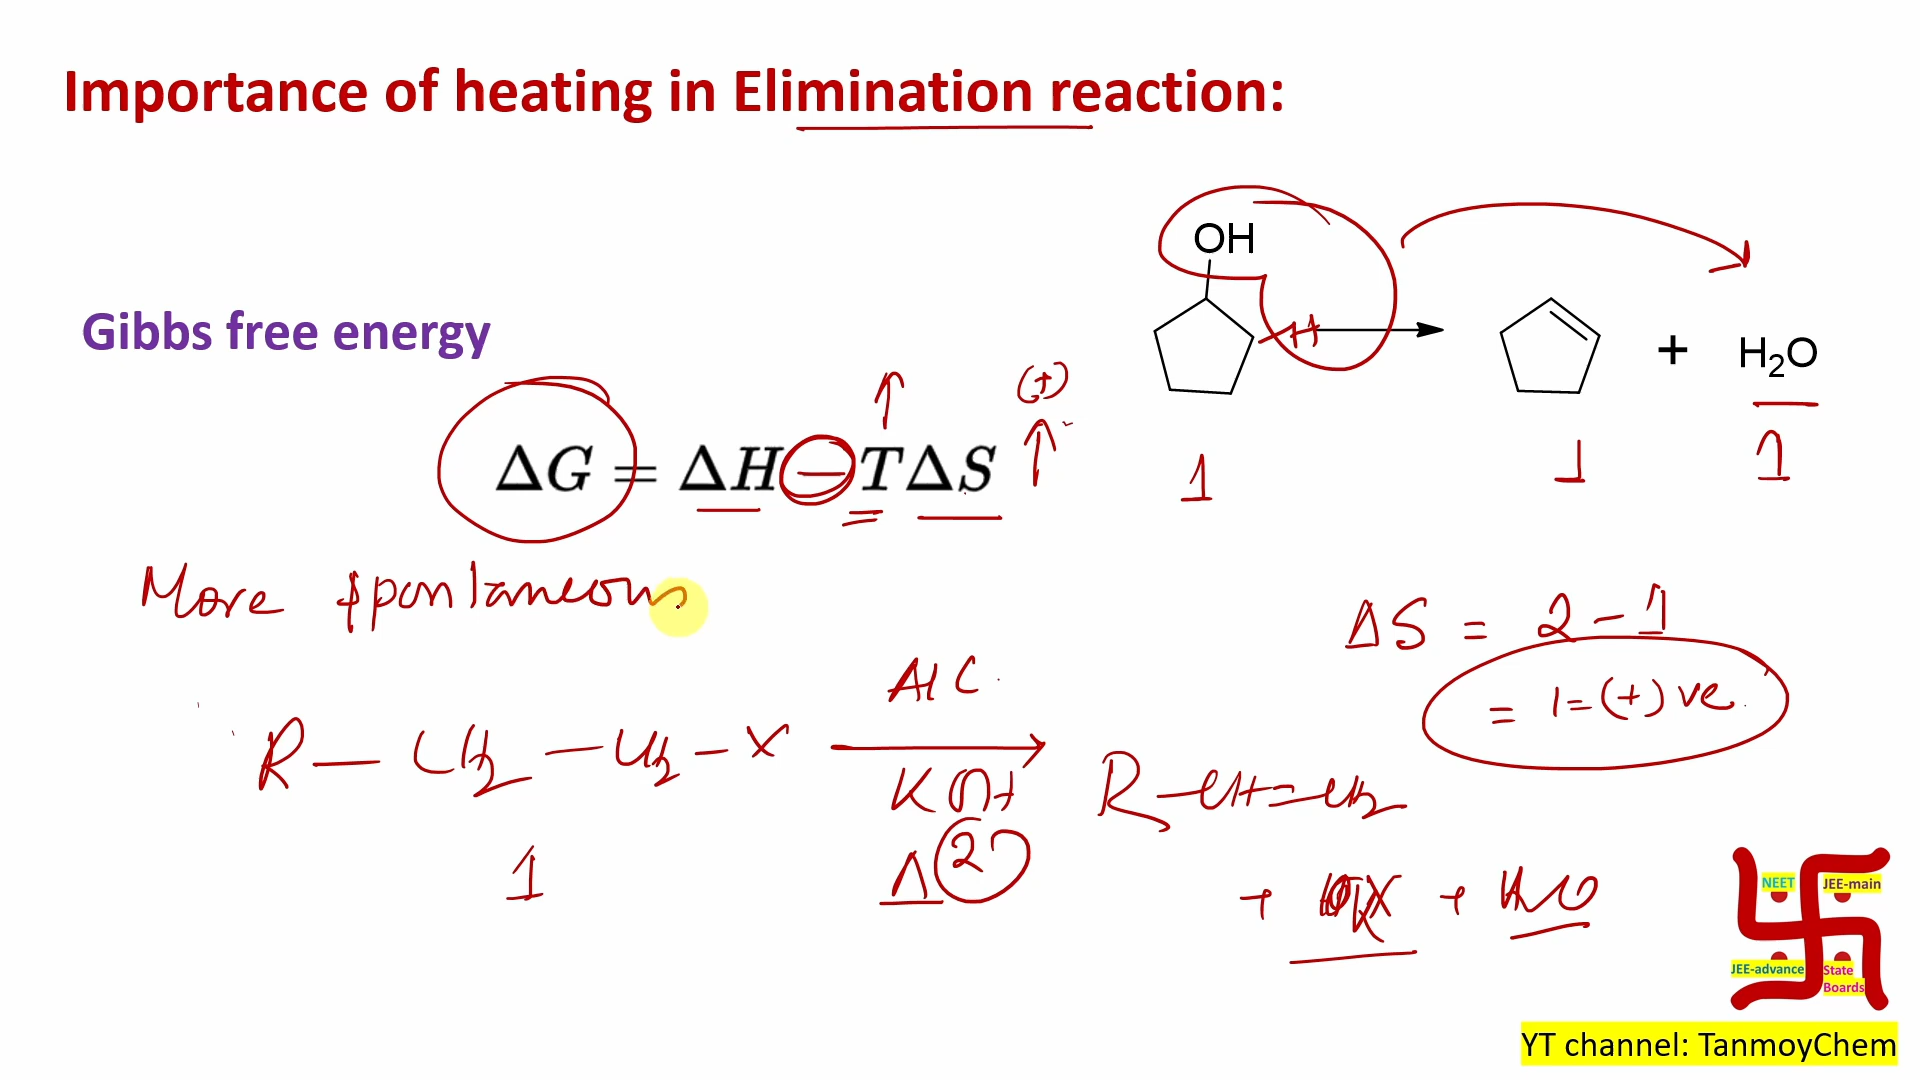 Importance of heating in Elimination reaction:
OH
H
Gibbs free energy
+ H₂O
(+)
ΔG = ΔH − TΔS
1 1 1
More spontaneous
ΔS = 2 - 1
= 1 = (+) ve.
Alc.
R — CH₂ — CH₂ — X
KOH
R — CH = CH₂
Δ 2
1
+ + H₂O
NEET JEE-main
JEE-advance State
Boards
YT channel: TanmoyChem